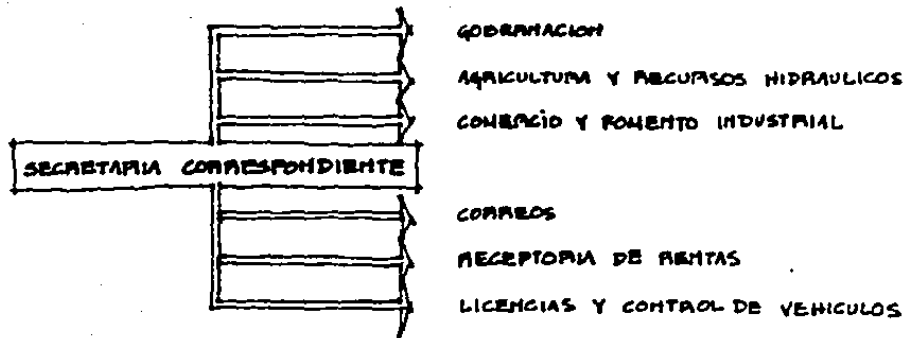 GOBERNACION
AGRICULTURA Y RECURSOS HIDRAULICOS
COMERCIO Y FOMENTO INDUSTRIAL
SECRETARIA CORRESPONDIENTE
CORREOS
RECEPTORIA DE RENTAS
LICENCIAS Y CONTROL DE VEHICULOS